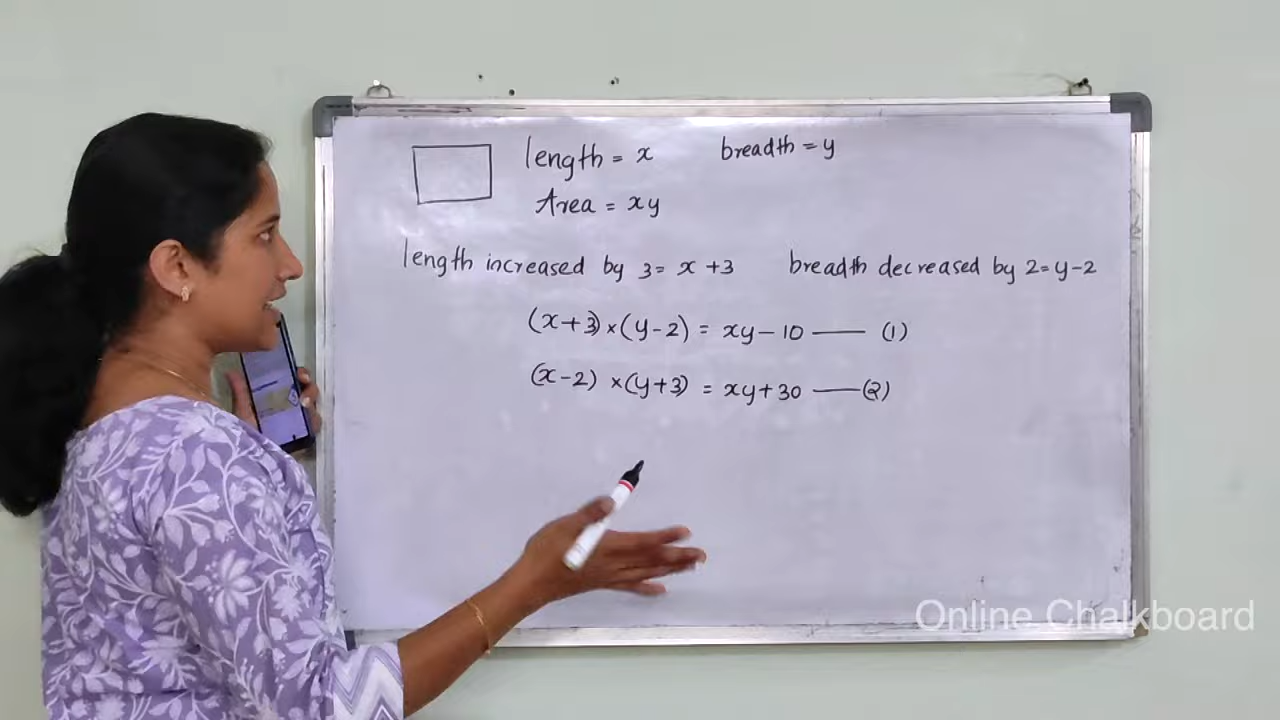 length = x breadth = y
Area = xy
length increased by 3 = x + 3 breadth decreased by 2 = y - 2
(x+3) × (y-2) = xy - 10 —— (1)
(x-2) × (y+3) = xy + 30 —— (2)
Online Chalkboard